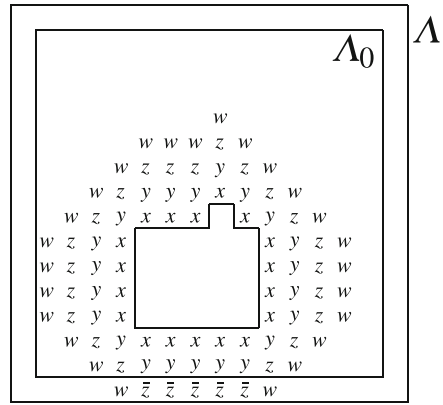 Λ
Λ₀
w
w w w z w
w z z z y z w
w z y y y x y z w
w z y x x x x y z w
w z y x x y z w
w z y x x y z w
w z y x x y z w
w z y x x y z w
w z y x x x x x y z w
w z y y y y y z w
w z̄ z̄ z̄ z̄ z̄ w